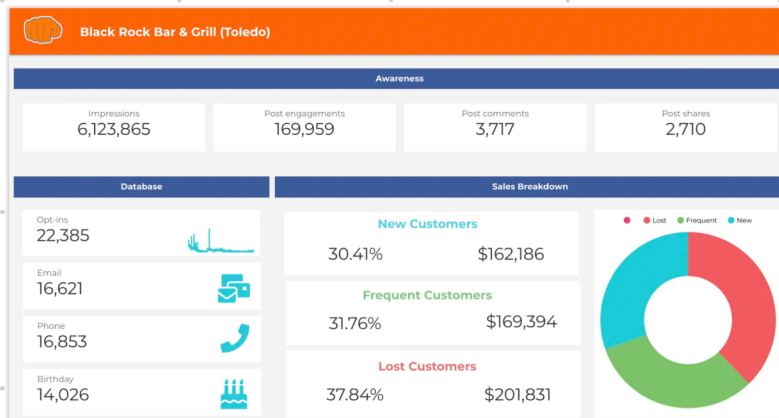 Black Rock Bar & Grill (Toledo)
Awareness
Impressions
6,123,865
Post engagements
169,959
Post comments
3,717
Post shares
2,710
Database
Opt-ins
22,385
Email
16,621
Phone
16,853
Birthday
14,026
Sales Breakdown
New Customers
30.41% $162,186
Frequent Customers
31.76% $169,394
Lost Customers
37.84% $201,831
Lost Frequent New